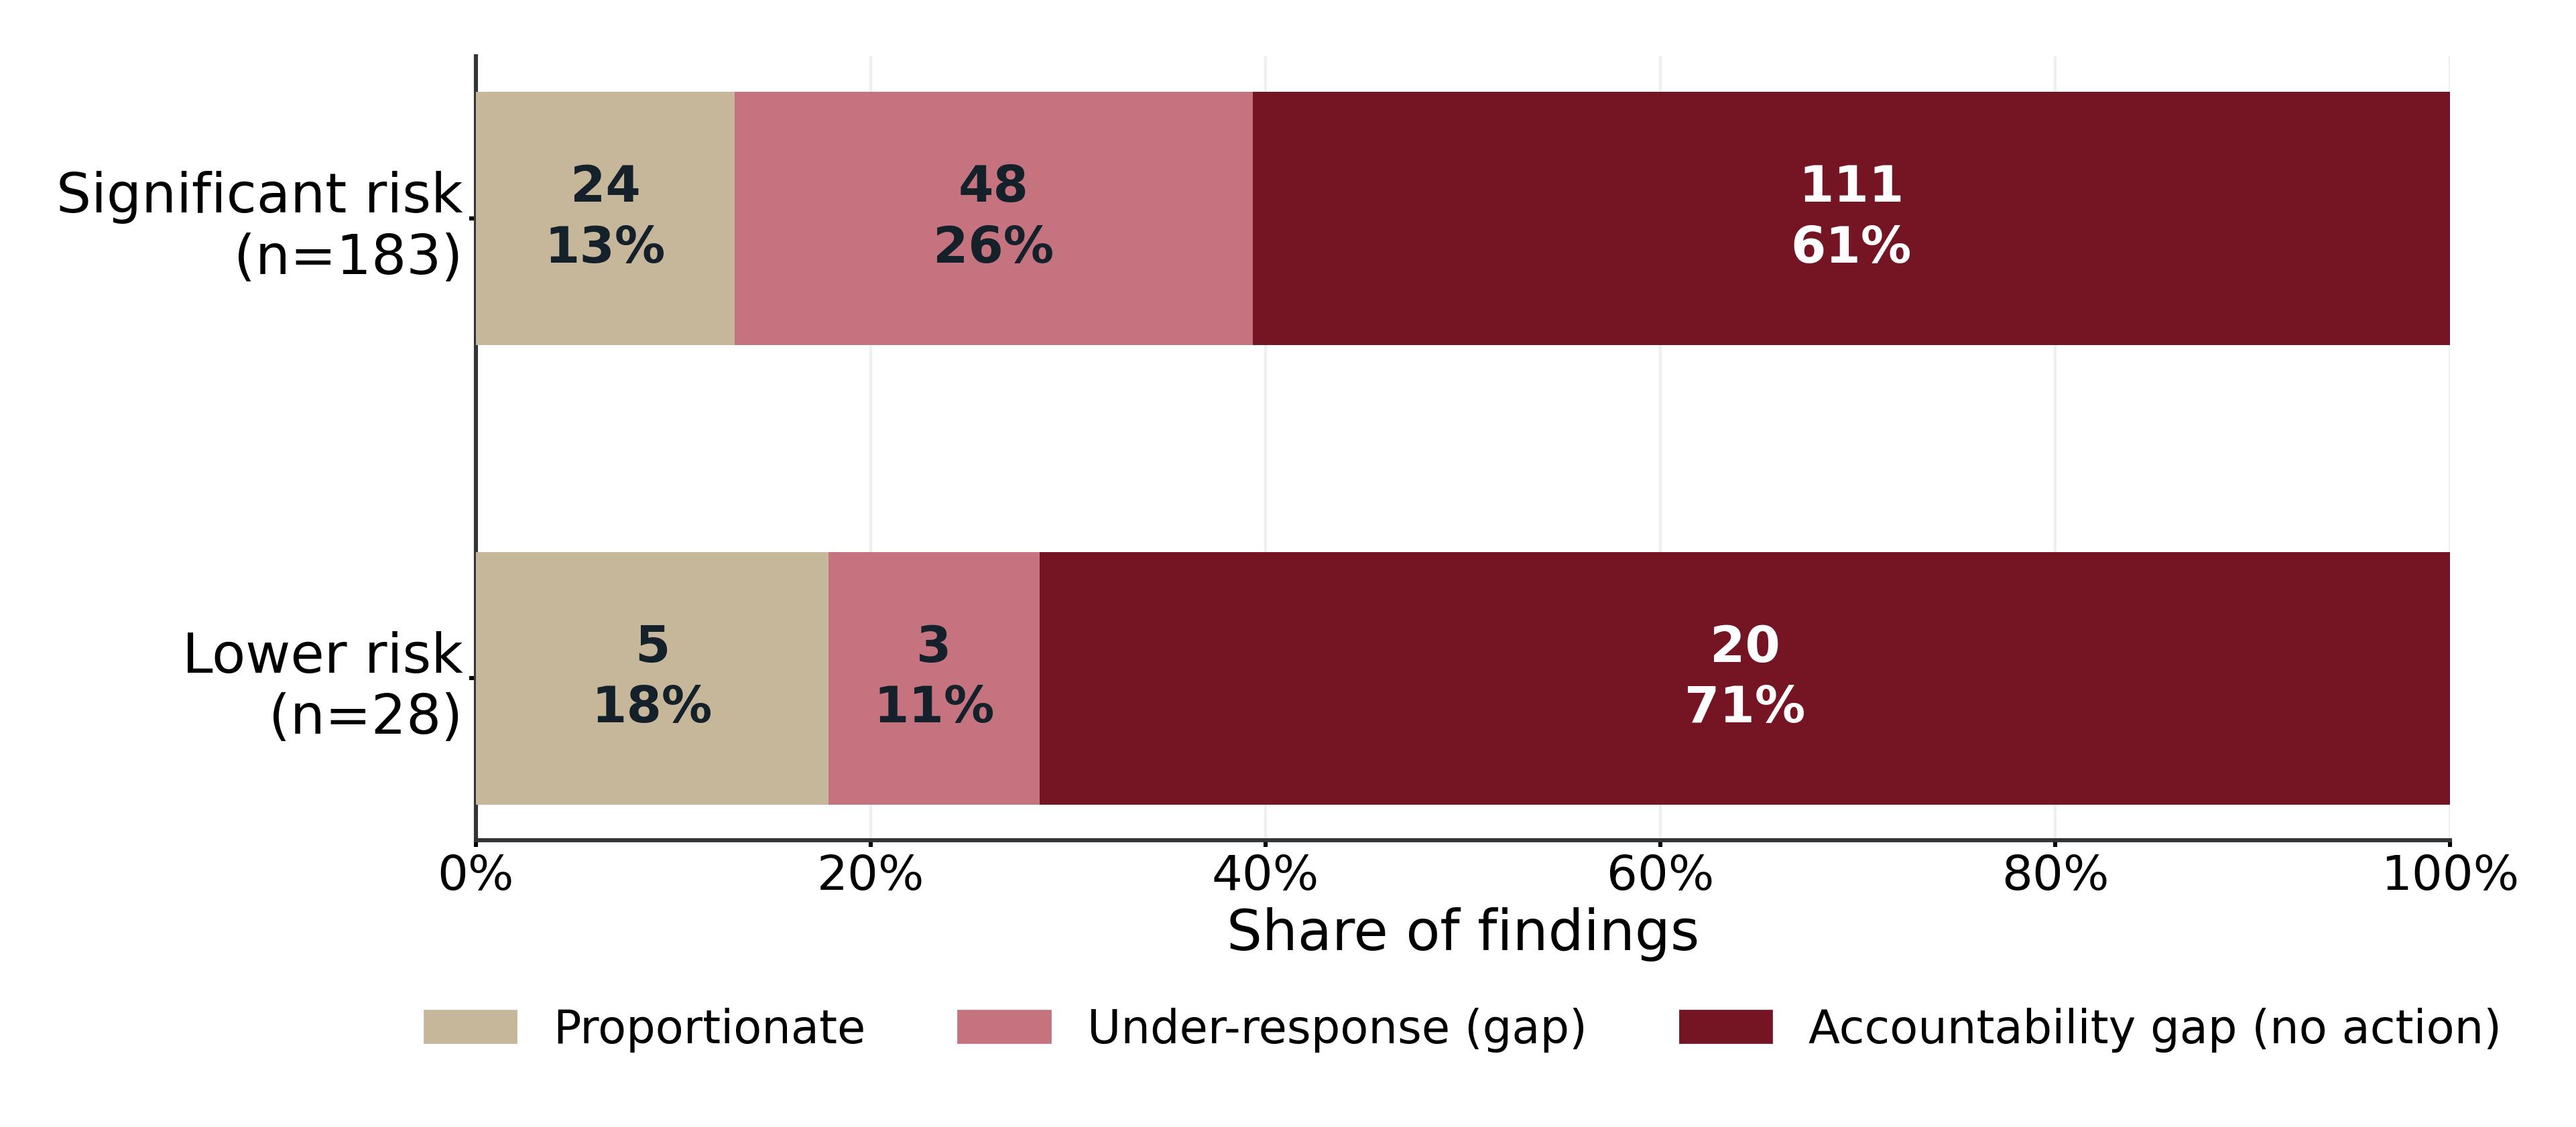 Significant risk
(n=183)
24
13%
48
26%
111
61%
Lower risk
(n=28)
5
18%
3
11%
20
71%
0%
20%
40%
60%
80%
100%
Share of findings
Proportionate
Under-response (gap)
Accountability gap (no action)